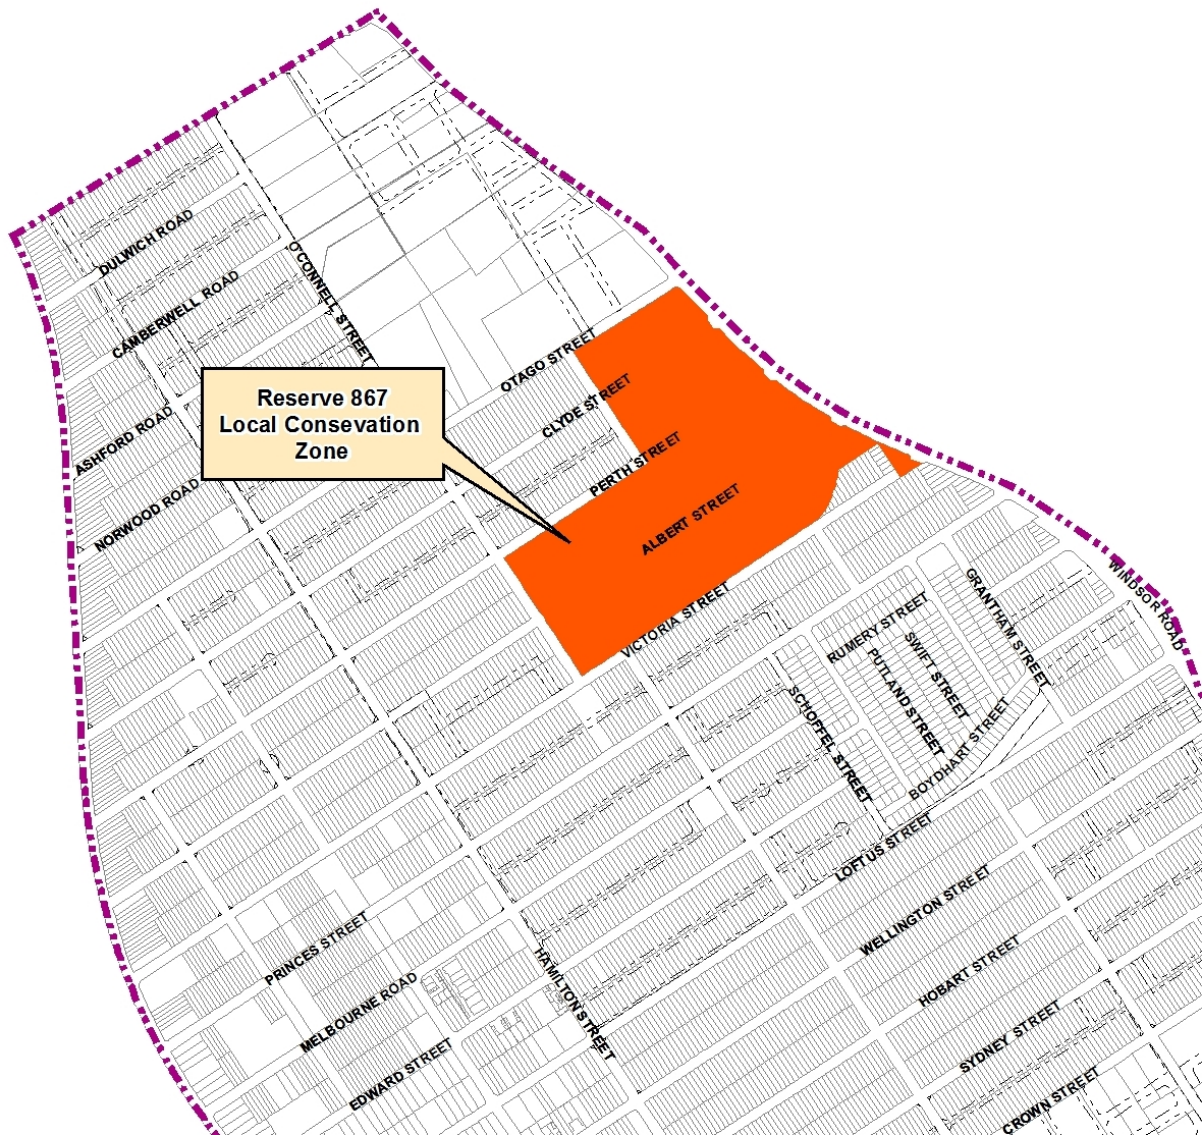 DULWICH ROAD
O'CONNELL STREET
CAMBERWELL ROAD
OTAGO STREET
CLYDE STREET
Reserve 867
Local Consevation
Zone
ASHFORD ROAD
PERTH STREET
NORWOOD ROAD
ALBERT STREET
VICTORIA STREET
WINDSOR ROAD
GRANTHAM STREET
RUMERY STREET
SWIFT STREET
PUTLAND STREET
SCHOFFEL STREET
BOYDHART STREET
LOFTUS STREET
WELLINGTON STREET
PRINCES STREET
HOBART STREET
HAMILTON STREET
MELBOURNE ROAD
SYDNEY STREET
EDWARD STREET
CROWN STREET